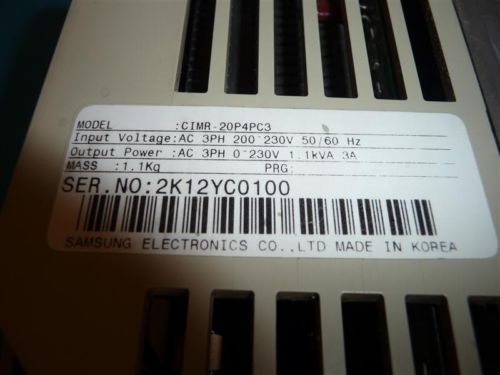 MODEL :CIMR-20P4PC3
Input Voltage:AC 3PH 200~230V 50/60 Hz
Output Power :AC 3PH 0~230V 1.1kVA 3A
MASS :1.1Kg PRG:
SER.NO:2K12YC0100
SAMSUNG ELECTRONICS CO.,LTD MADE IN KOREA